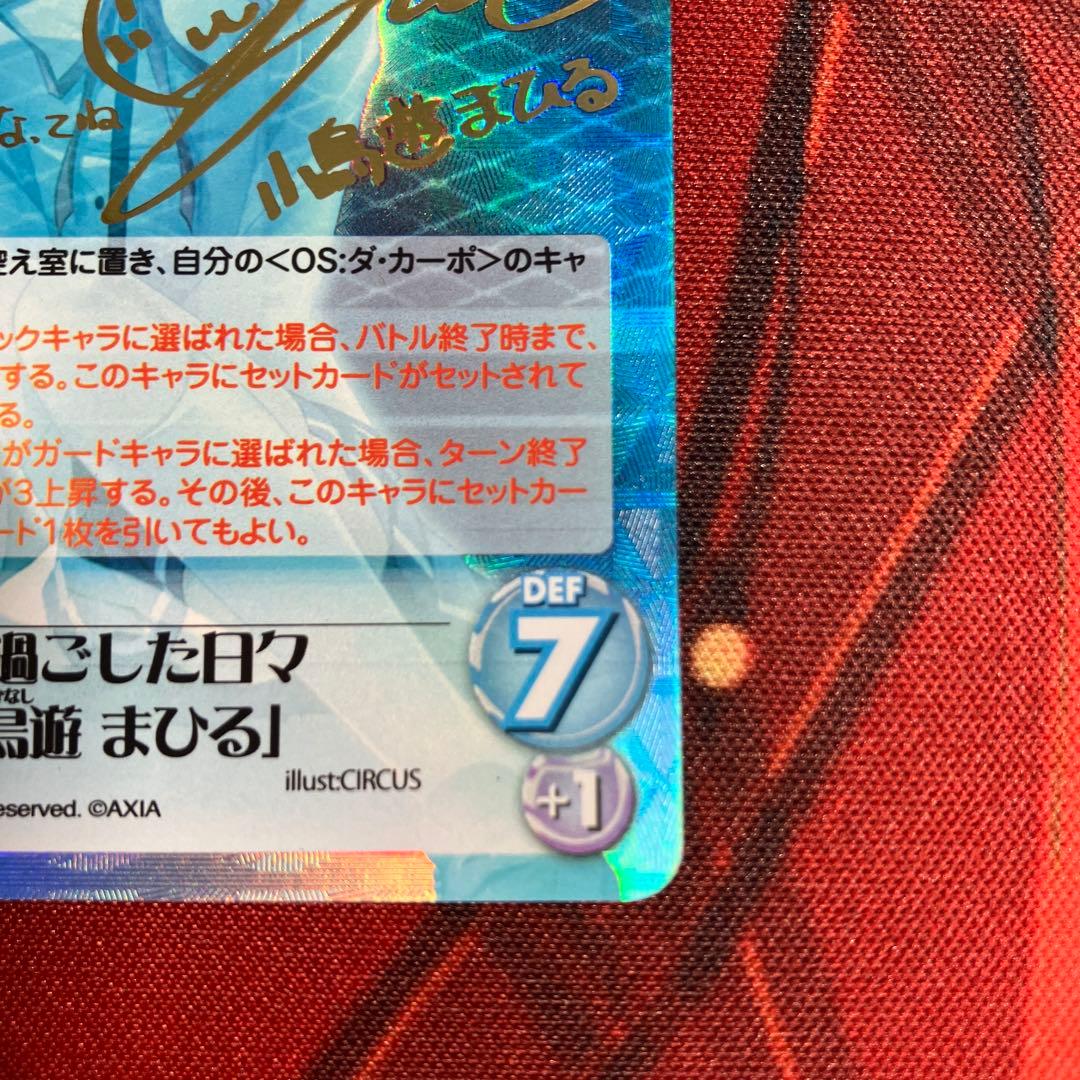 な、てね
小鳥遊まひる
え室に置き、自分の<OS:ダ・カーポ>のキャ
ックキャラに選ばれた場合、バトル終了時まで、
する。このキャラにセットカードがセットされて
る。
がガードキャラに選ばれた場合、ターン終了
が3上昇する。その後、このキャラにセットカー
ード1枚を引いてもよい。
DEF
7
過ごした日々
なし
鳥遊 まひる」
illust:CIRCUS
+1
eserved. ©AXIA